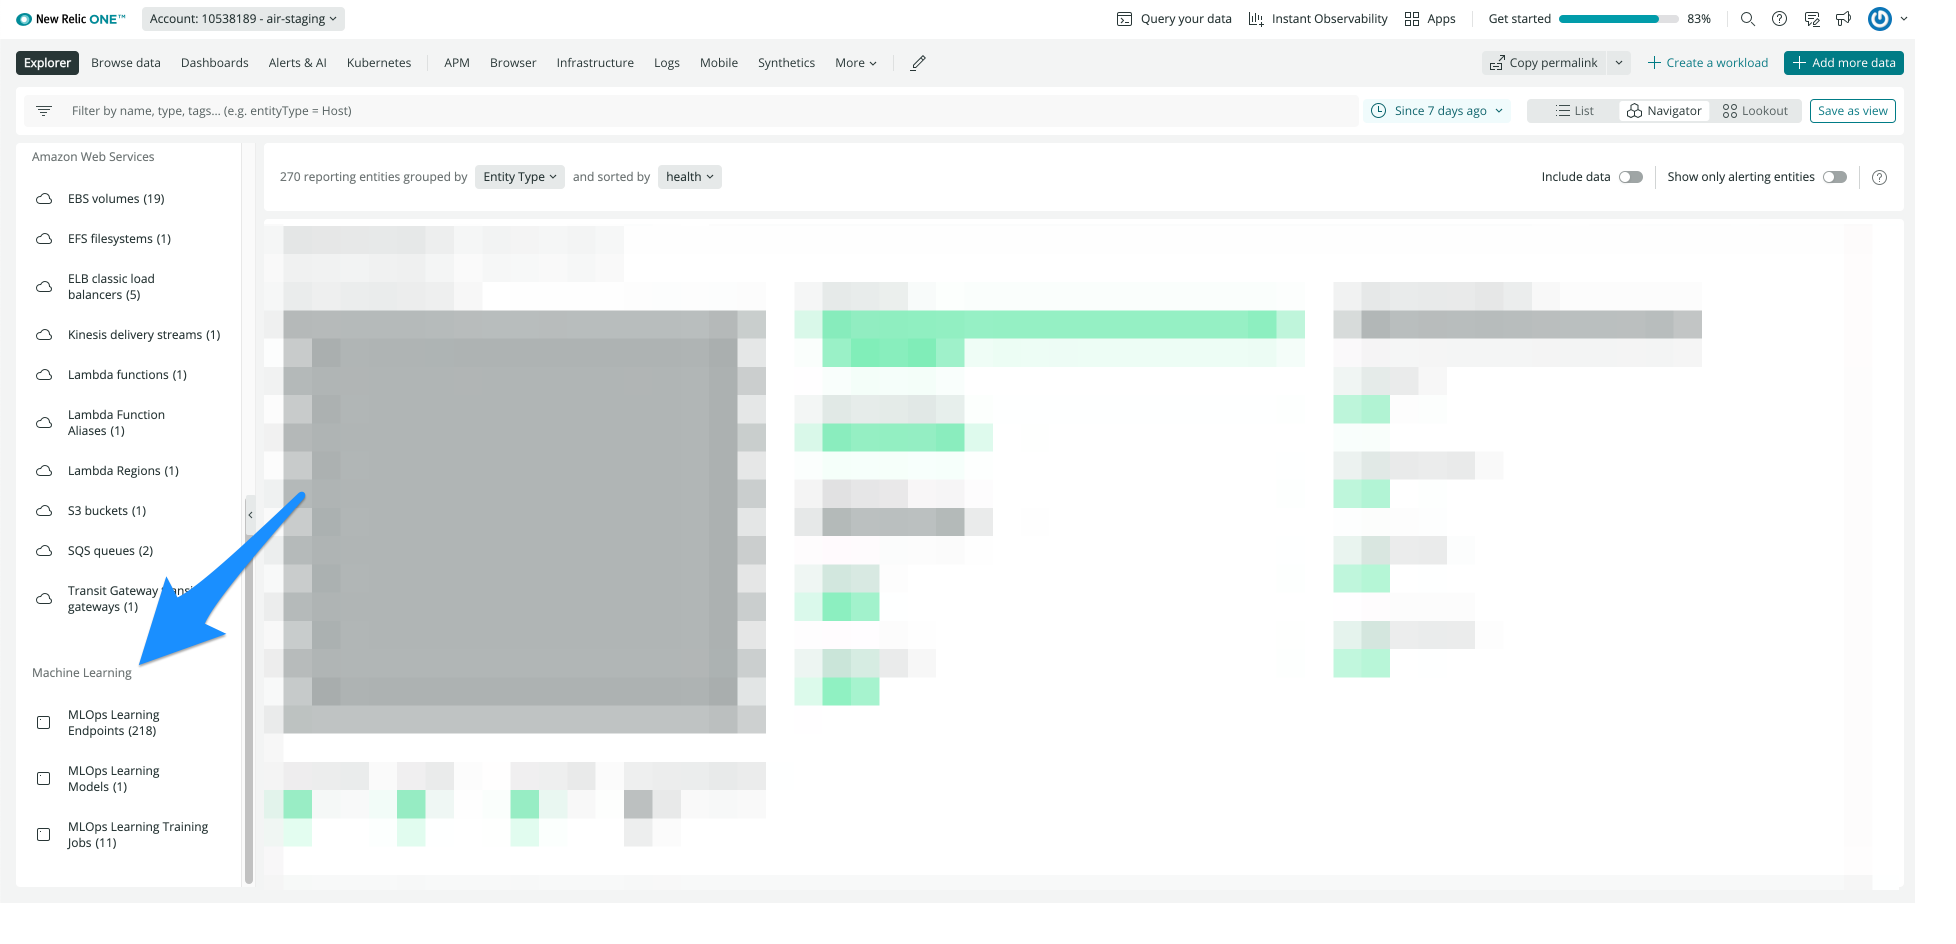 New Relic ONE™
Account: 10538189 - air-staging
Query your data
Instant Observability
Apps
Get started
83%
Explorer
Browse data
Dashboards
Alerts & AI
Kubernetes
APM
Browser
Infrastructure
Logs
Mobile
Synthetics
More
Copy permalink
Create a workload
Add more data
Filter by name, type, tags... (e.g. entityType = Host)
Since 7 days ago
List
Navigator
Lookout
Save as view
Amazon Web Services
EBS volumes (19)
EFS filesystems (1)
ELB classic load
balancers (5)
Kinesis delivery streams (1)
Lambda functions (1)
Lambda Function
Aliases (1)
Lambda Regions (1)
S3 buckets (1)
SQS queues (2)
Transit Gateway
gateways (1)
Machine Learning
MLOps Learning
Endpoints (218)
MLOps Learning
Models (1)
MLOps Learning Training
Jobs (11)
270 reporting entities grouped by
Entity Type
and sorted by
health
Include data
Show only alerting entities